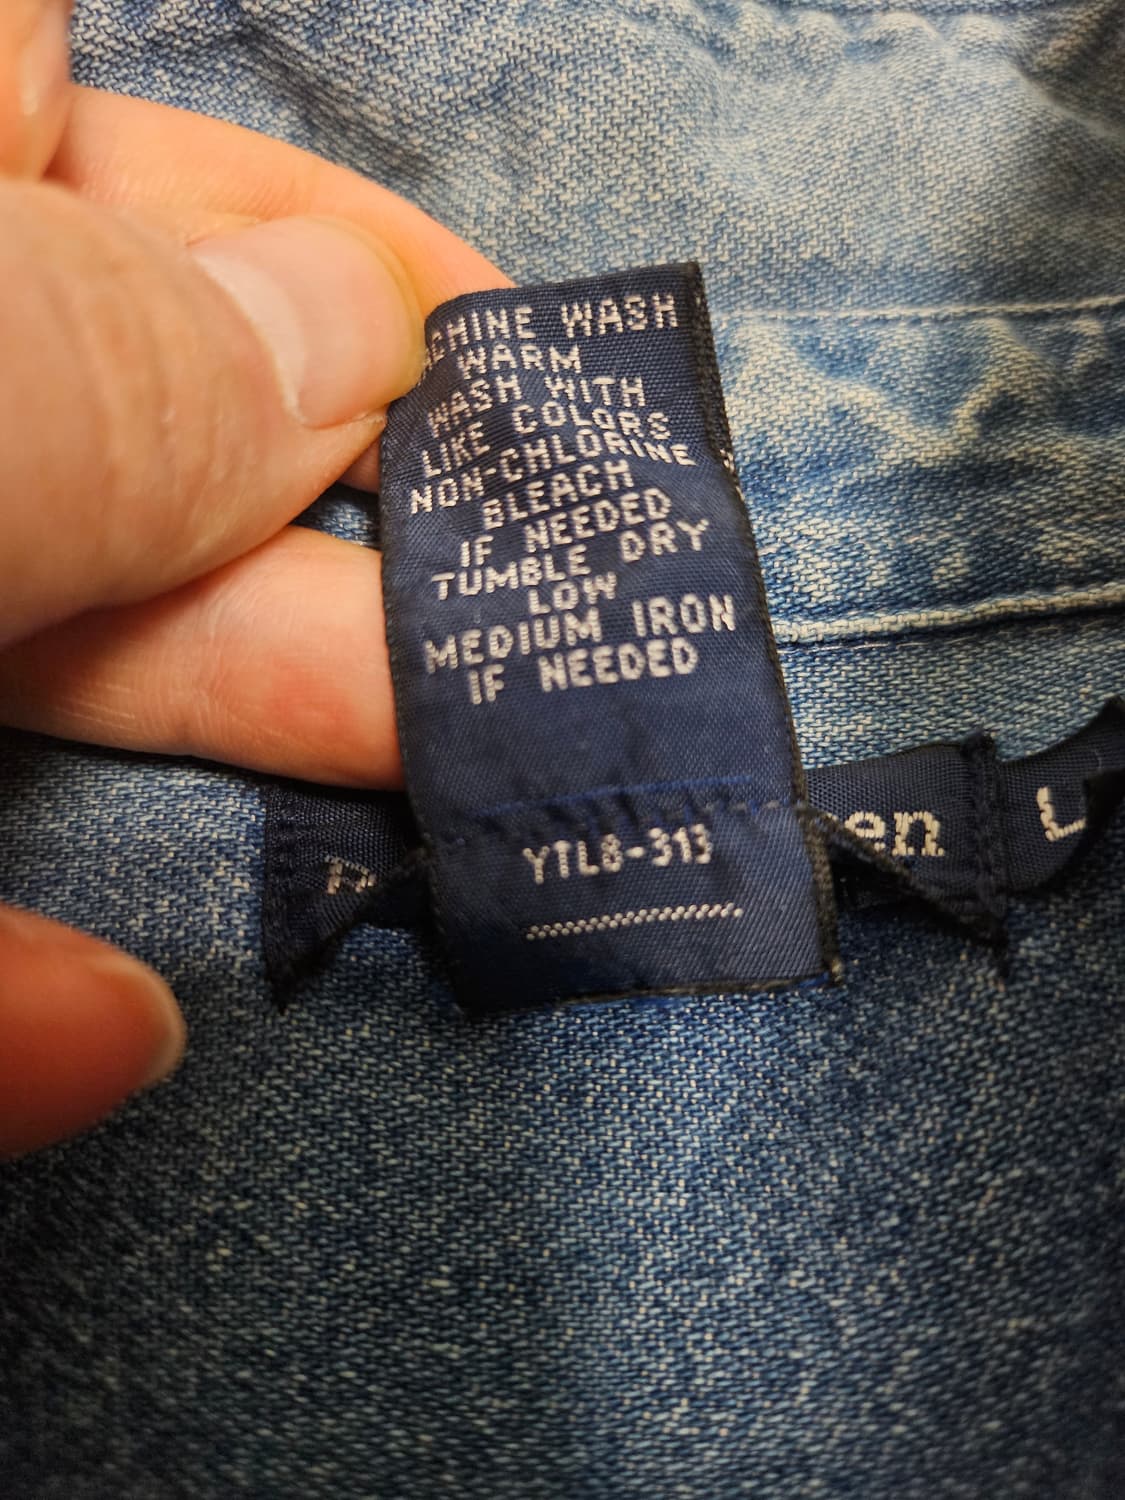 MACHINE WASH
WARM
WASH WITH
LIKE COLORS
NON-CHLORINE
BLEACH
IF NEEDED
TUMBLE DRY
LOW
MEDIUM IRON
IF NEEDED
YTL8-313
en
L